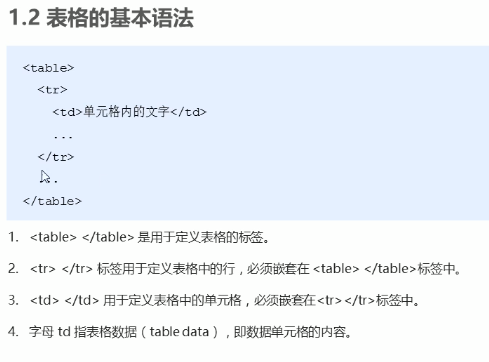 1.2 表格的基本语法
<table>
<tr>
<td>单元格内的文字</td>
...
</tr>
..
</table>
1. <table> </table> 是用于定义表格的标签。
2. <tr> </tr> 标签用于定义表格中的行，必须嵌套在 <table> </table>标签中。
3. <td> </td> 用于定义表格中的单元格，必须嵌套在<tr></tr>标签中。
4. 字母 td 指表格数据（table data），即数据单元格的内容。